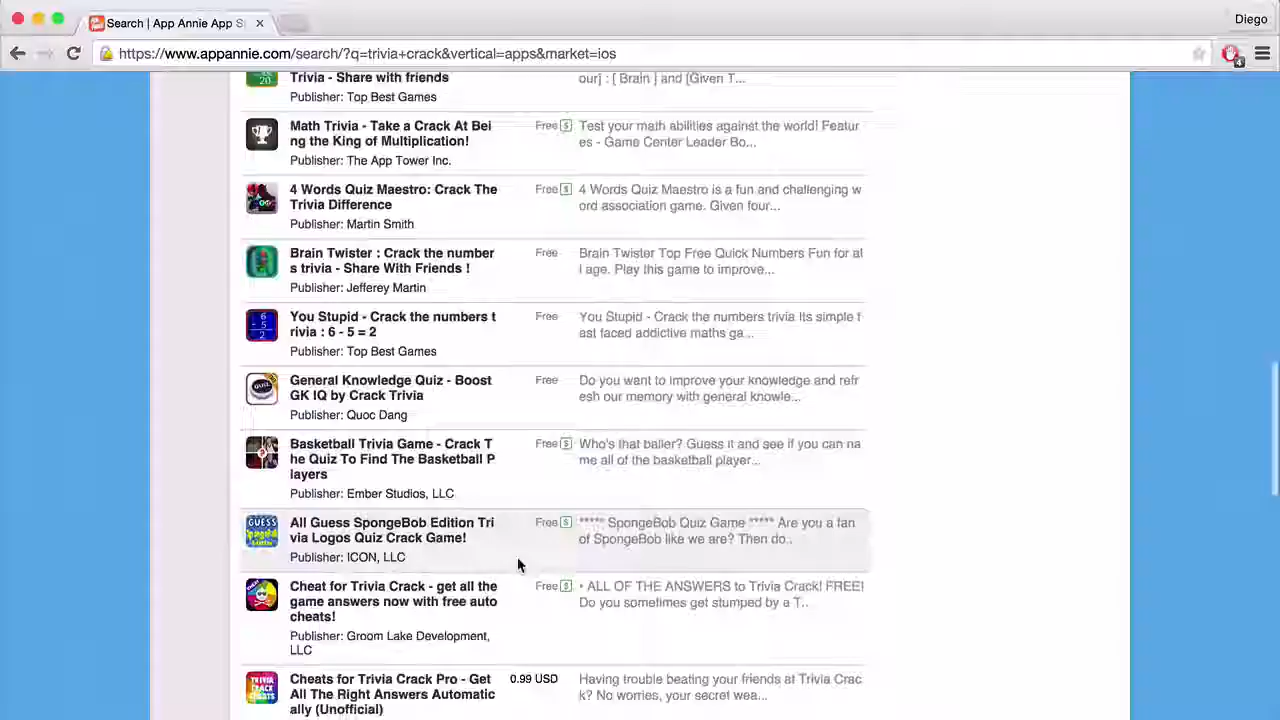 Search | App Annie App S
Diego
https://www.appannie.com/search/?q=trivia+crack&vertical=apps&market=ios
4
20
Trivia - Share with friends
our] : [ Brain ] and [Given T...
Publisher: Top Best Games
Math Trivia - Take a Crack At Bei
ng the King of Multiplication!
Publisher: The App Tower Inc.
Free $
Test your math abilities against the world! Featur
es - Game Center Leader Bo...
4 Words Quiz Maestro: Crack The
Trivia Difference
Publisher: Martin Smith
Free $
4 Words Quiz Maestro is a fun and challenging w
ord association game. Given four...
Brain Twister : Crack the number
s trivia - Share With Friends !
Publisher: Jefferey Martin
Free
Brain Twister Top Free Quick Numbers Fun for al
l age. Play this game to improve...
6
5
2
You Stupid - Crack the numbers t
rivia : 6 - 5 = 2
Publisher: Top Best Games
Free
You Stupid - Crack the numbers trivia Its simple f
ast faced addictive maths ga...
QUIZ
General Knowledge Quiz - Boost
GK IQ by Crack Trivia
Publisher: Quoc Dang
Free
Do you want to improve your knowledge and refr
esh our memory with general knowle...
Basketball Trivia Game - Crack T
he Quiz To Find The Basketball P
layers
Publisher: Ember Studios, LLC
Free $
Who's that baller? Guess it and see if you can na
me all of the basketball player...
GUESS
All Guess SpongeBob Edition Tri
via Logos Quiz Crack Game!
Publisher: ICON, LLC
Free $
***** SpongeBob Quiz Game ***** Are you a fan
of SpongeBob like we are? Then do..
Cheat for Trivia Crack - get all the
game answers now with free auto
cheats!
Publisher: Groom Lake Development,
LLC
Free $
• ALL OF THE ANSWERS to Trivia Crack! FREE!
Do you sometimes get stumped by a T..
TRIVIA
CRACK
CHEATS
Cheats for Trivia Crack Pro - Get
All The Right Answers Automatic
ally (Unofficial)
0.99 USD
Having trouble beating your friends at Trivia Crac
k? No worries, your secret wea...